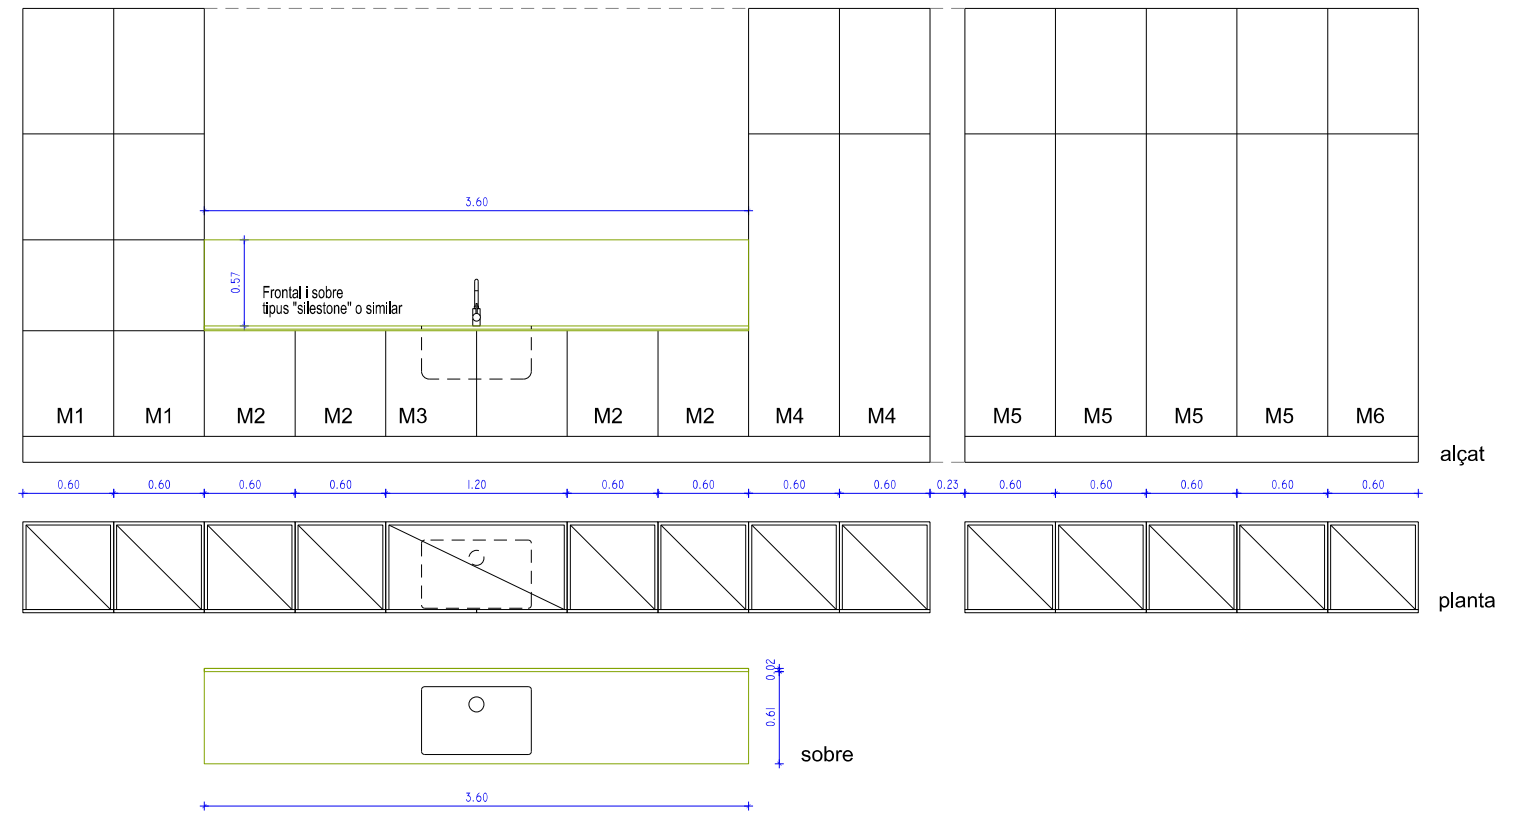 3.60
0.57
Frontal i sobre
tipus "silestone" o similar
M1 M1 M2 M2 M3 M2 M2 M4 M4 M5 M5 M5 M5 M6
alçat
0.60 0.60 0.60 0.60 1.20 0.60 0.60 0.60 0.60 0.23 0.60 0.60 0.60 0.60 0.60
planta
0.02
0.61
sobre
3.60